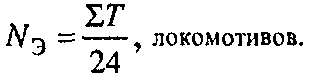 N_Э = ΣT/24, локомотивов.